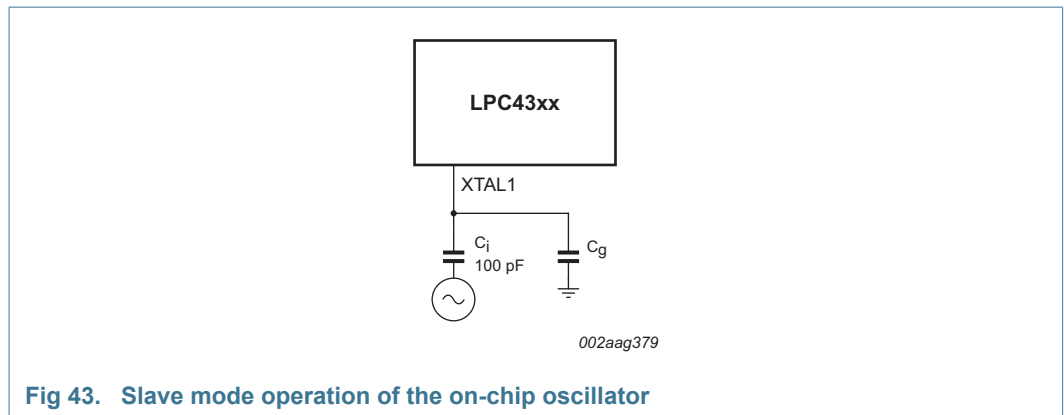 LPC43xx
XTAL1
Ci
100 pF
Cg
002aag379
Fig 43. Slave mode operation of the on-chip oscillator